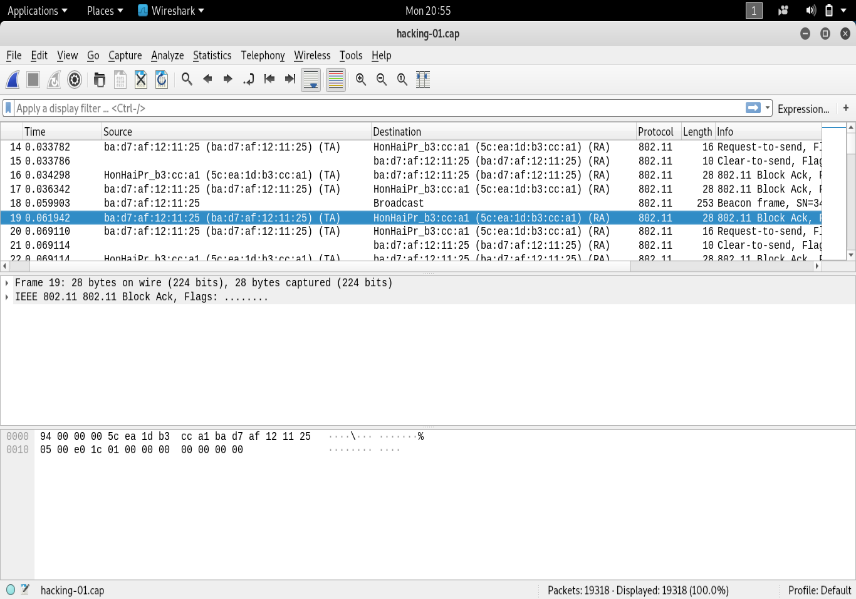 Applications Places Wireshark Mon 20:55 1
hacking-01.cap
File Edit View Go Capture Analyze Statistics Telephony Wireless Tools Help
Apply a display filter ... <Ctrl-/> Expression... +
Time Source Destination Protocol Length Info
14 0.033782 ba:d7:af:12:11:25 (ba:d7:af:12:11:25) (TA) HonHaiPr_b3:cc:a1 (5c:ea:1d:b3:cc:a1) (RA) 802.11 16 Request-to-send, Fl
15 0.033786 ba:d7:af:12:11:25 (ba:d7:af:12:11:25) (RA) 802.11 10 Clear-to-send, Flag
16 0.034298 HonHaiPr_b3:cc:a1 (5c:ea:1d:b3:cc:a1) (TA) ba:d7:af:12:11:25 (ba:d7:af:12:11:25) (RA) 802.11 28 802.11 Block Ack, F
17 0.036342 ba:d7:af:12:11:25 (ba:d7:af:12:11:25) (TA) HonHaiPr_b3:cc:a1 (5c:ea:1d:b3:cc:a1) (RA) 802.11 28 802.11 Block Ack, F
18 0.059903 ba:d7:af:12:11:25 Broadcast 802.11 253 Beacon frame, SN=34
19 0.061942 ba:d7:af:12:11:25 (ba:d7:af:12:11:25) (TA) HonHaiPr_b3:cc:a1 (5c:ea:1d:b3:cc:a1) (RA) 802.11 28 802.11 Block Ack, F
20 0.069110 ba:d7:af:12:11:25 (ba:d7:af:12:11:25) (TA) HonHaiPr_b3:cc:a1 (5c:ea:1d:b3:cc:a1) (RA) 802.11 16 Request-to-send, Fl
21 0.069114 ba:d7:af:12:11:25 (ba:d7:af:12:11:25) (RA) 802.11 10 Clear-to-send, Flag
22 0.069114 HonHaiPr_b3:cc:a1 (5c:ea:1d:b3:cc:a1) (TA) ba:d7:af:12:11:25 (ba:d7:af:12:11:25) (RA) 802.11 28 802.11 Block Ack, F
Frame 19: 28 bytes on wire (224 bits), 28 bytes captured (224 bits)
IEEE 802.11 802.11 Block Ack, Flags: ........
0000 94 00 00 00 5c ea 1d b3 cc a1 ba d7 af 12 11 25 ····\··· ·······%
0010 05 00 e0 1c 01 00 00 00 00 00 00 00 ········ ····
hacking-01.cap Packets: 19318 · Displayed: 19318 (100.0%) Profile: Default